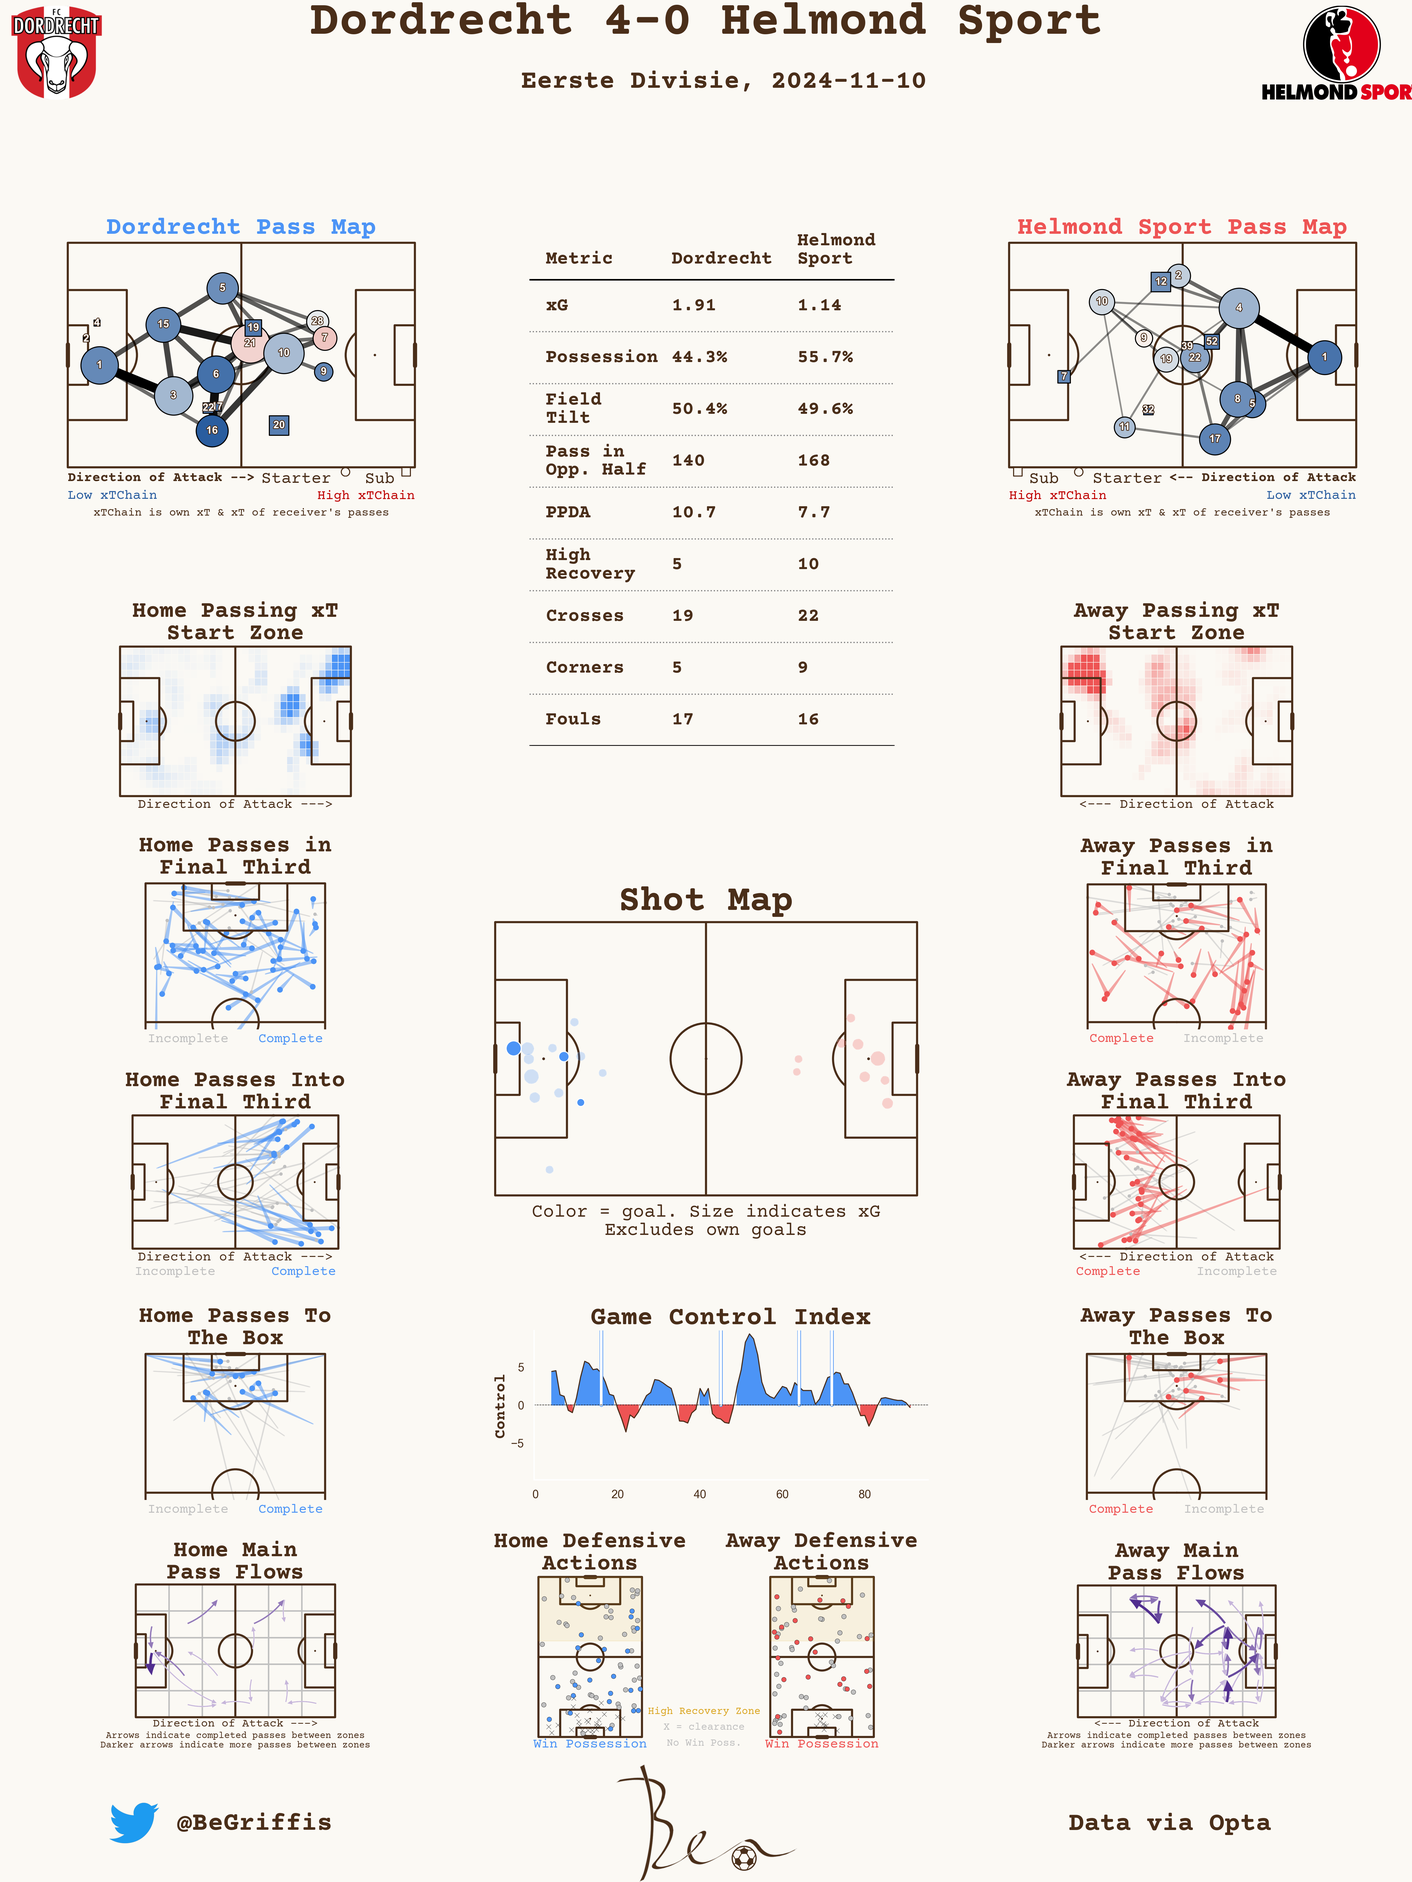 FC
DORDRECHT
Dordrecht 4-0 Helmond Sport
Eerste Divisie, 2024-11-10
HELMOND SPOR
Dordrecht Pass Map
5
4
2
15
19
28
21
7
10
1
6
9
3
22
7
16
20
Direction of Attack --> Starter Sub
Low xTChain High xTChain
xTChain is own xT & xT of receiver's passes
Metric Dordrecht Helmond Sport
xG 1.91 1.14
Possession 44.3% 55.7%
Field Tilt 50.4% 49.6%
Pass in Opp. Half 140 168
PPDA 10.7 7.7
High Recovery 5 10
Crosses 19 22
Corners 5 9
Fouls 17 16
Helmond Sport Pass Map
2
12
10
4
9
39
52
19
22
1
7
8
5
32
11
17
Sub Starter <-- Direction of Attack
High xTChain Low xTChain
xTChain is own xT & xT of receiver's passes
Home Passing xT
Start Zone
Direction of Attack --->
Away Passing xT
Start Zone
<--- Direction of Attack
Home Passes in
Final Third
Incomplete Complete
Away Passes in
Final Third
Complete Incomplete
Shot Map
Color = goal. Size indicates xG
Excludes own goals
Home Passes Into
Final Third
Direction of Attack --->
Incomplete Complete
Away Passes Into
Final Third
<--- Direction of Attack
Complete Incomplete
Game Control Index
Control
5
0
-5
0 20 40 60 80
Home Passes To
The Box
Incomplete Complete
Away Passes To
The Box
Complete Incomplete
Home Main
Pass Flows
Direction of Attack --->
Arrows indicate completed passes between zones
Darker arrows indicate more passes between zones
Home Defensive
Actions
Win Possession
High Recovery Zone
X = clearance
No Win Poss.
Away Defensive
Actions
Win Possession
Away Main
Pass Flows
<--- Direction of Attack
Arrows indicate completed passes between zones
Darker arrows indicate more passes between zones
@BeGriffis
Ben
Data via Opta